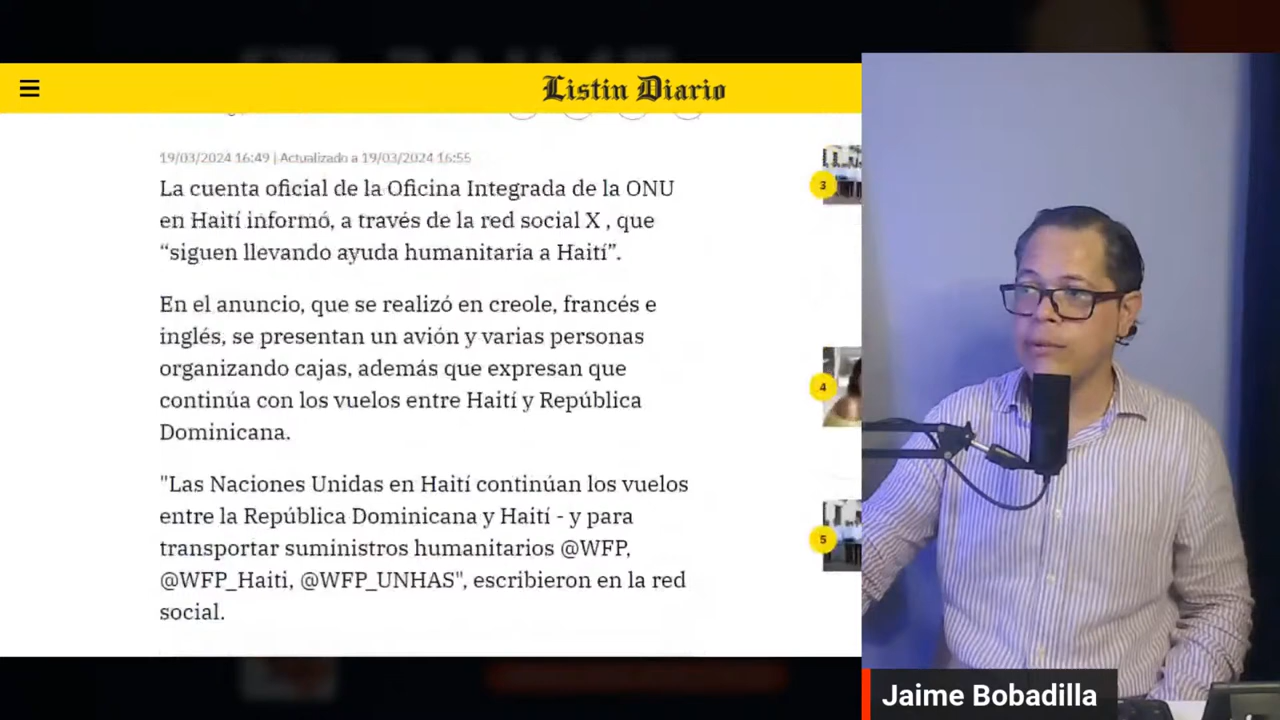 Listin Diario
19/03/2024 16:49 | Actualizado a 19/03/2024 16:55
La cuenta oficial de la Oficina Integrada de la ONU
en Haití informó, a través de la red social X , que
“siguen llevando ayuda humanitaria a Haití”.
En el anuncio, que se realizó en creole, francés e
inglés, se presentan un avión y varias personas
organizando cajas, además que expresan que
continúa con los vuelos entre Haití y República
Dominicana.
"Las Naciones Unidas en Haití continúan los vuelos
entre la República Dominicana y Haití - y para
transportar suministros humanitarios @WFP,
@WFP_Haiti, @WFP_UNHAS", escribieron en la red
social.
3
4
5
Jaime Bobadilla